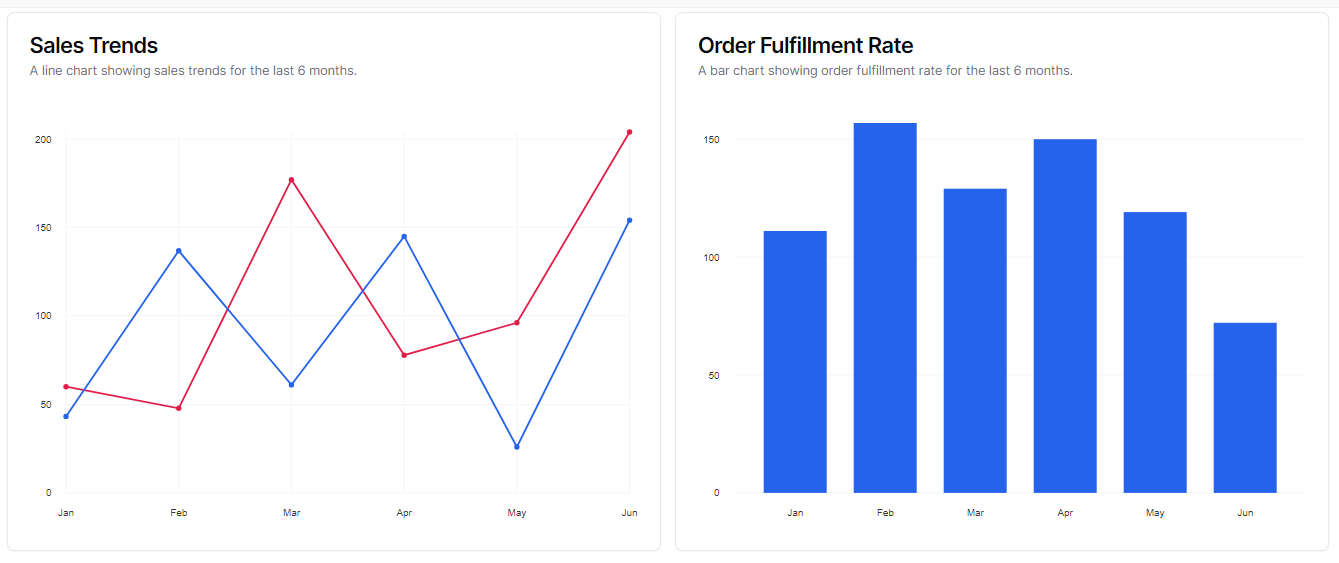 Sales Trends
A line chart showing sales trends for the last 6 months.
200
150
100
50
0
Jan Feb Mar Apr May Jun
Order Fulfillment Rate
A bar chart showing order fulfillment rate for the last 6 months.
150
100
50
0
Jan Feb Mar Apr May Jun